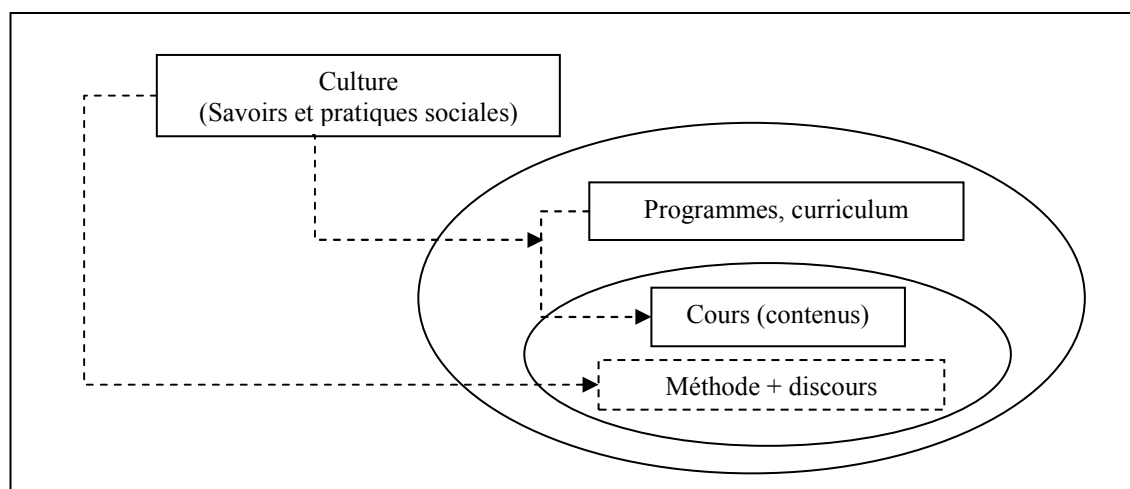 Culture
(Savoirs et pratiques sociales)
Programmes, curriculum
Cours (contenus)
Méthode + discours